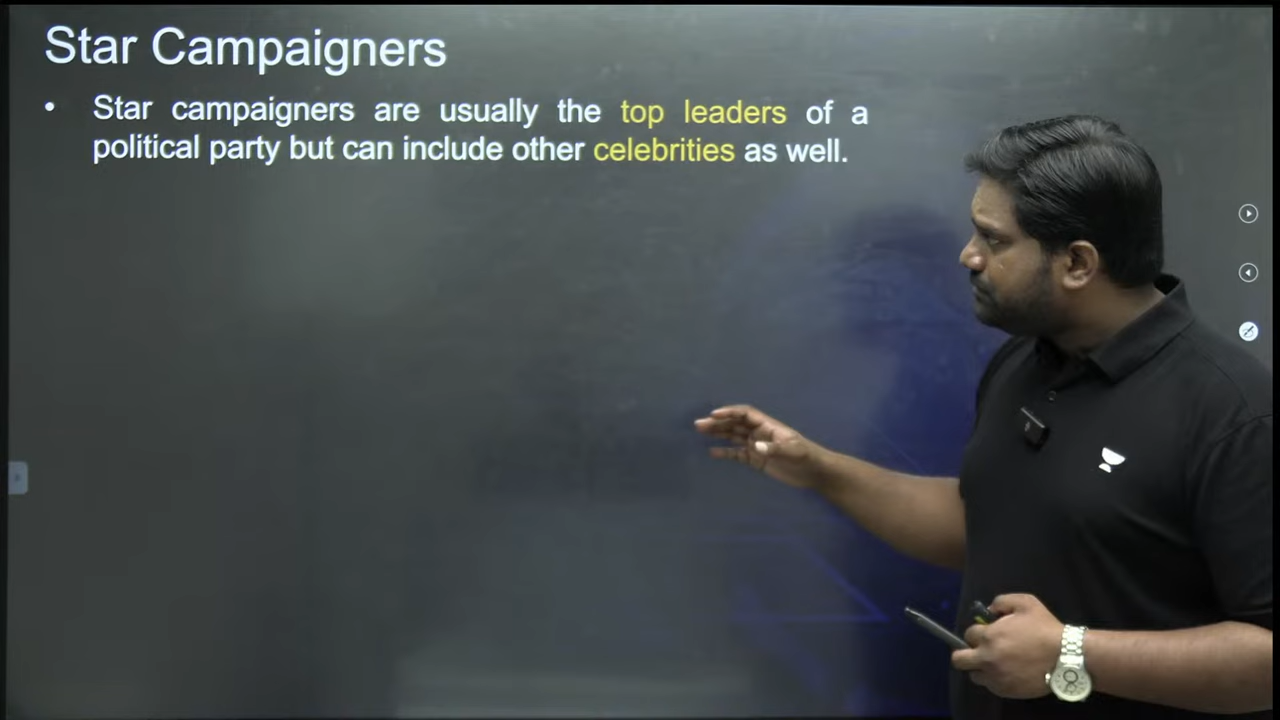 Star Campaigners
• Star campaigners are usually the top leaders of a
political party but can include other celebrities as well.